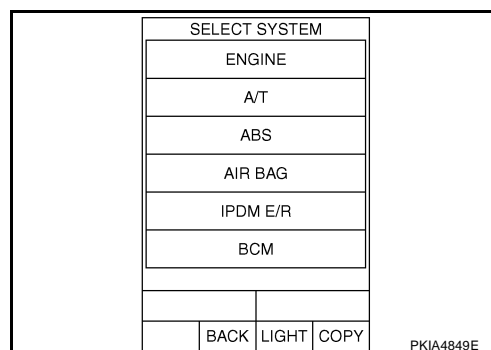 SELECT SYSTEM
ENGINE
A/T
ABS
AIR BAG
IPDM E/R
BCM
BACK LIGHT COPY
PKIA4849E